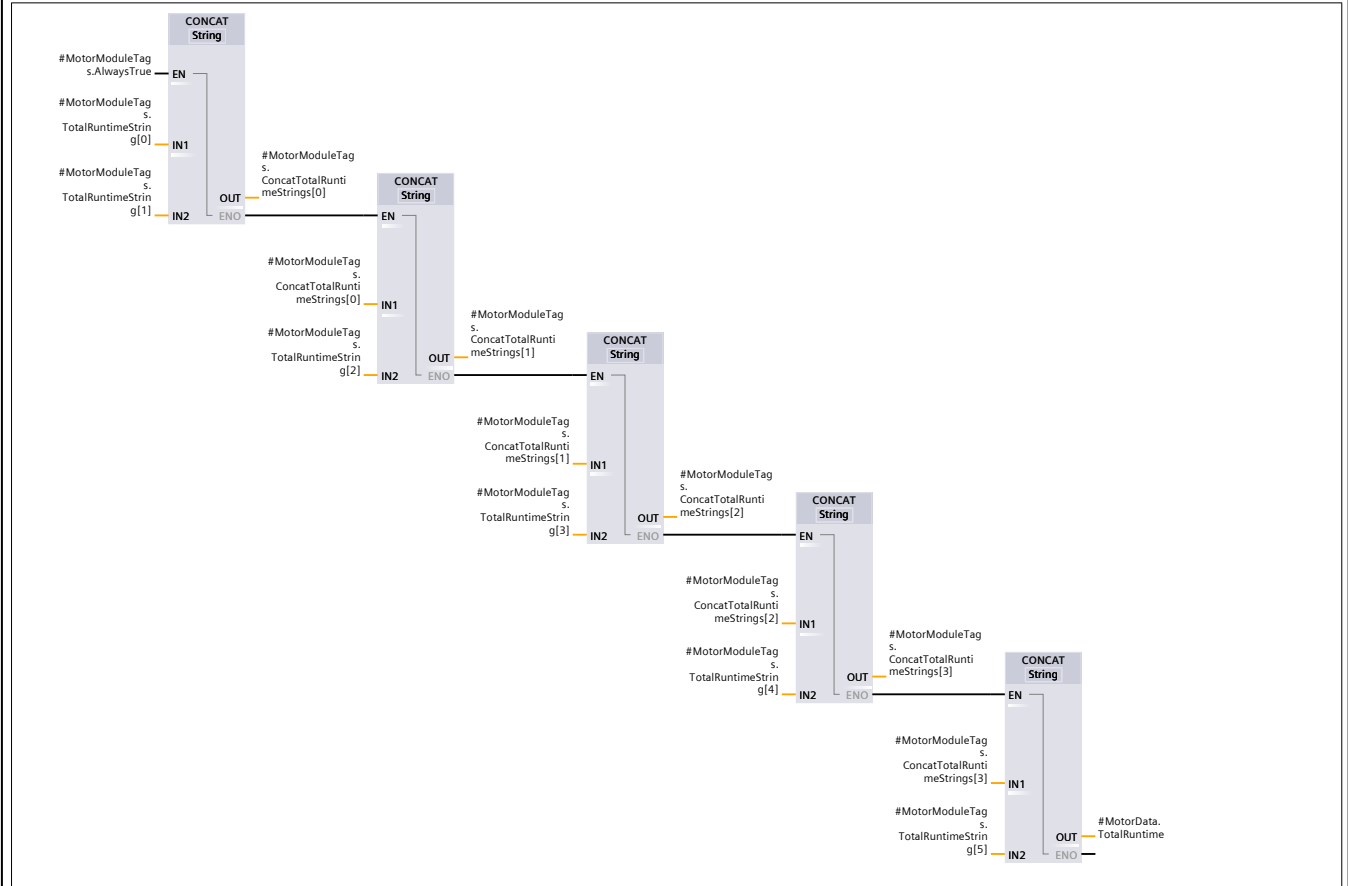 CONCAT
String
#MotorModuleTag
s.AlwaysTrue
EN
#MotorModuleTag
s.
TotalRuntimeStrin
g[0]
IN1
#MotorModuleTag
s.
TotalRuntimeStrin
g[1]
IN2
OUT
ENO
#MotorModuleTag
s.
ConcatTotalRunti
meStrings[0]
CONCAT
String
EN
#MotorModuleTag
s.
ConcatTotalRunti
meStrings[0]
IN1
#MotorModuleTag
s.
TotalRuntimeStrin
g[2]
IN2
OUT
ENO
#MotorModuleTag
s.
ConcatTotalRunti
meStrings[1]
CONCAT
String
EN
#MotorModuleTag
s.
ConcatTotalRunti
meStrings[1]
IN1
#MotorModuleTag
s.
TotalRuntimeStrin
g[3]
IN2
OUT
ENO
#MotorModuleTag
s.
ConcatTotalRunti
meStrings[2]
CONCAT
String
EN
#MotorModuleTag
s.
ConcatTotalRunti
meStrings[2]
IN1
#MotorModuleTag
s.
TotalRuntimeStrin
g[4]
IN2
OUT
ENO
#MotorModuleTag
s.
ConcatTotalRunti
meStrings[3]
CONCAT
String
EN
#MotorModuleTag
s.
ConcatTotalRunti
meStrings[3]
IN1
#MotorModuleTag
s.
TotalRuntimeStrin
g[5]
IN2
OUT
ENO
#MotorData.
TotalRuntime